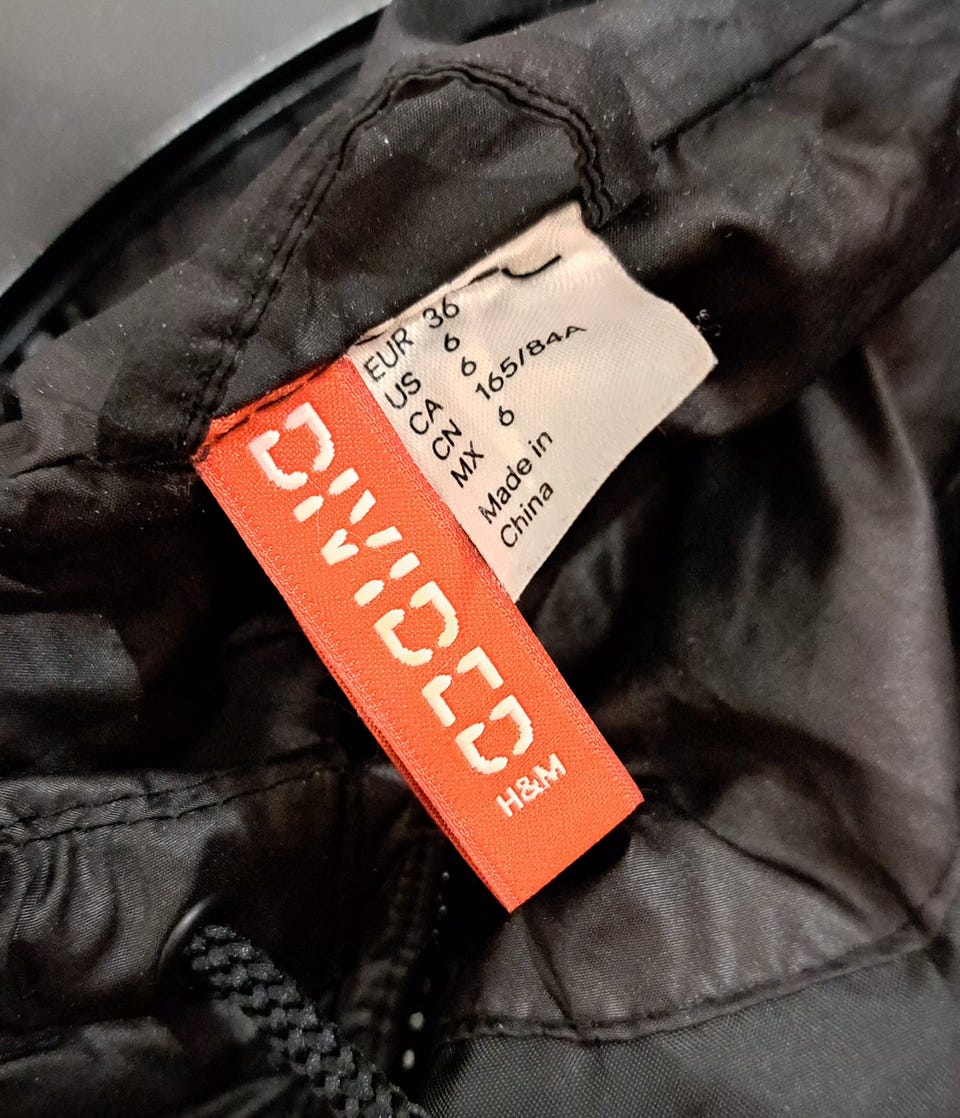 EUR 36
US 6
CA 6
CN 165/84A
MX 6
Made in
China
DIVIDED
H&M